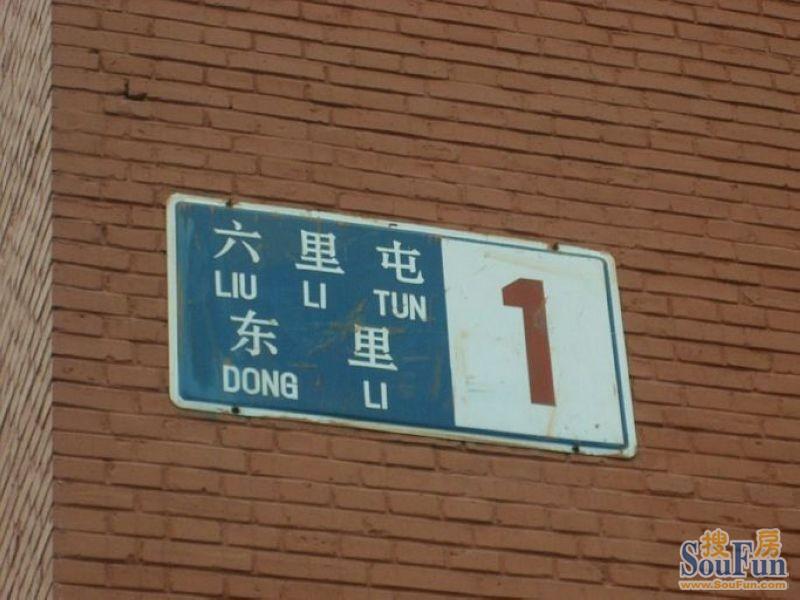 六里屯
LIU LI TUN
东里
DONG LI
1
搜房
SouFun
www.SouFun.com